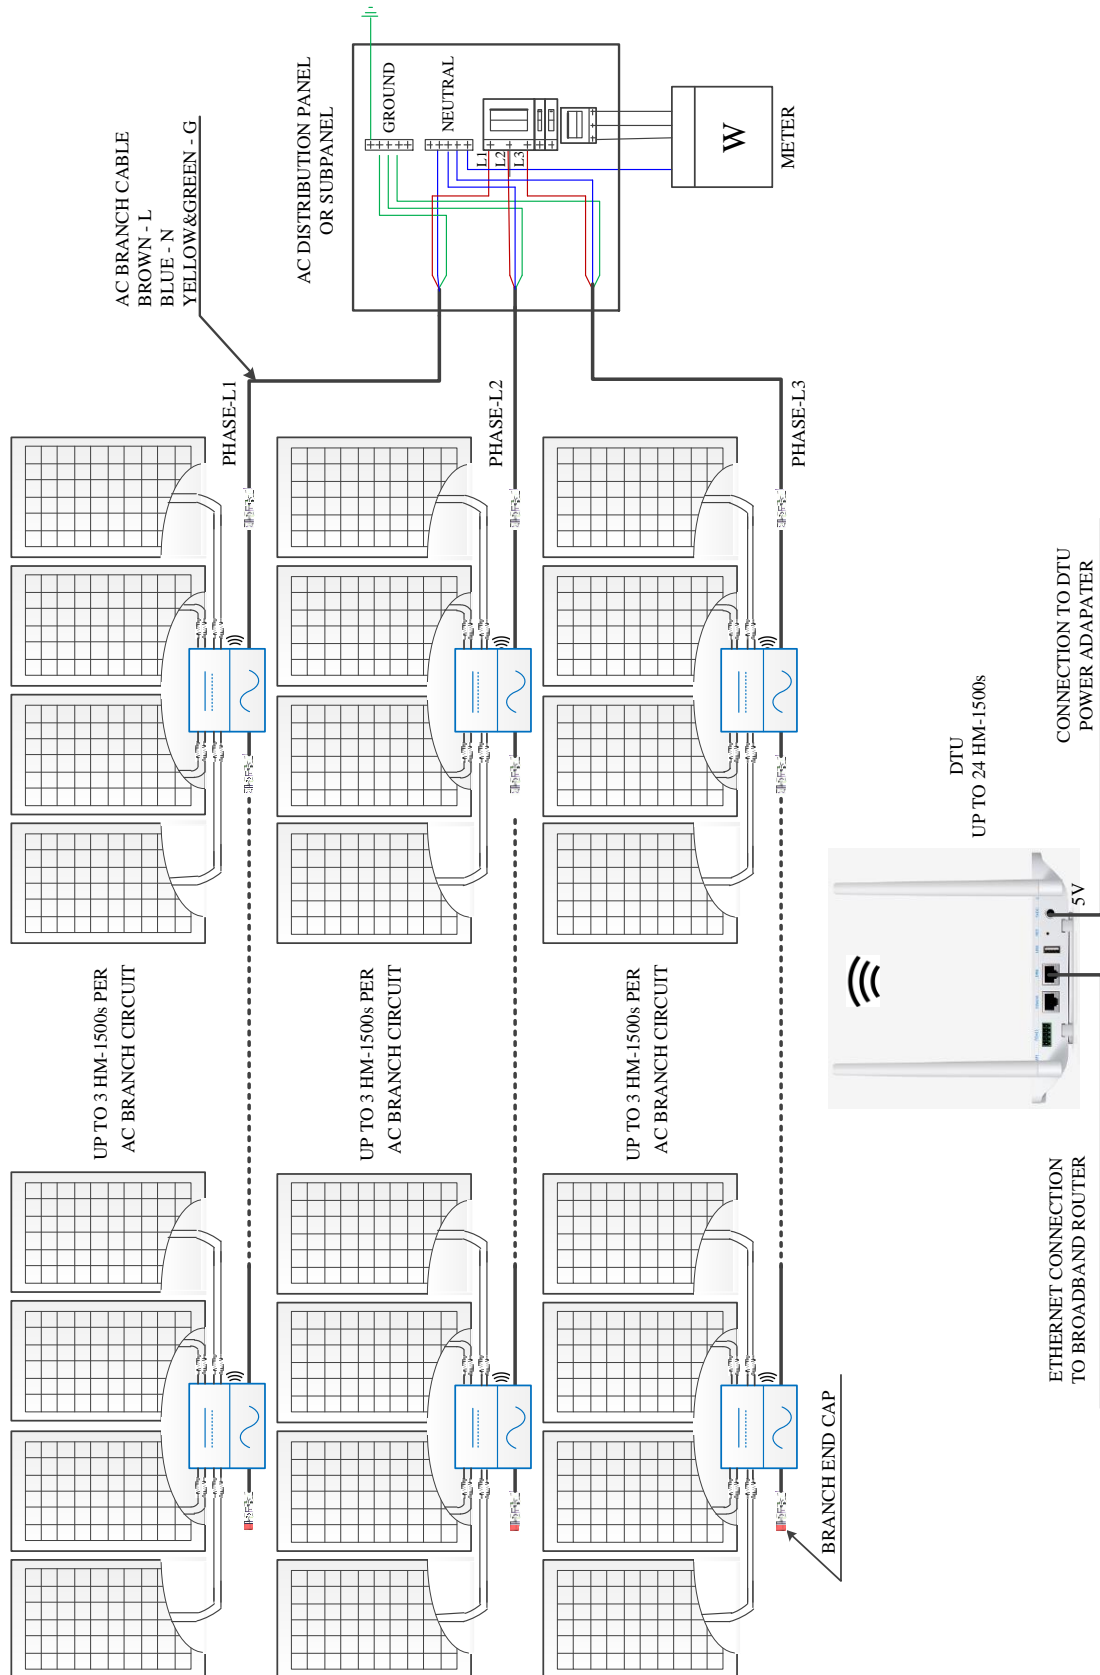 AC BRANCH CABLE
BROWN - L
BLUE - N
YELLOW&GREEN - G
AC DISTRIBUTION PANEL
OR SUBPANEL
GROUND
NEUTRAL
L1
L2
L3
W
METER
PHASE-L1
PHASE-L2
PHASE-L3
UP TO 3 HM-1500s PER
AC BRANCH CIRCUIT
UP TO 3 HM-1500s PER
AC BRANCH CIRCUIT
UP TO 3 HM-1500s PER
AC BRANCH CIRCUIT
BRANCH END CAP
DTU
UP TO 24 HM-1500s
5V
CONNECTION TO DTU
POWER ADAPATER
ETHERNET CONNECTION
TO BROADBAND ROUTER